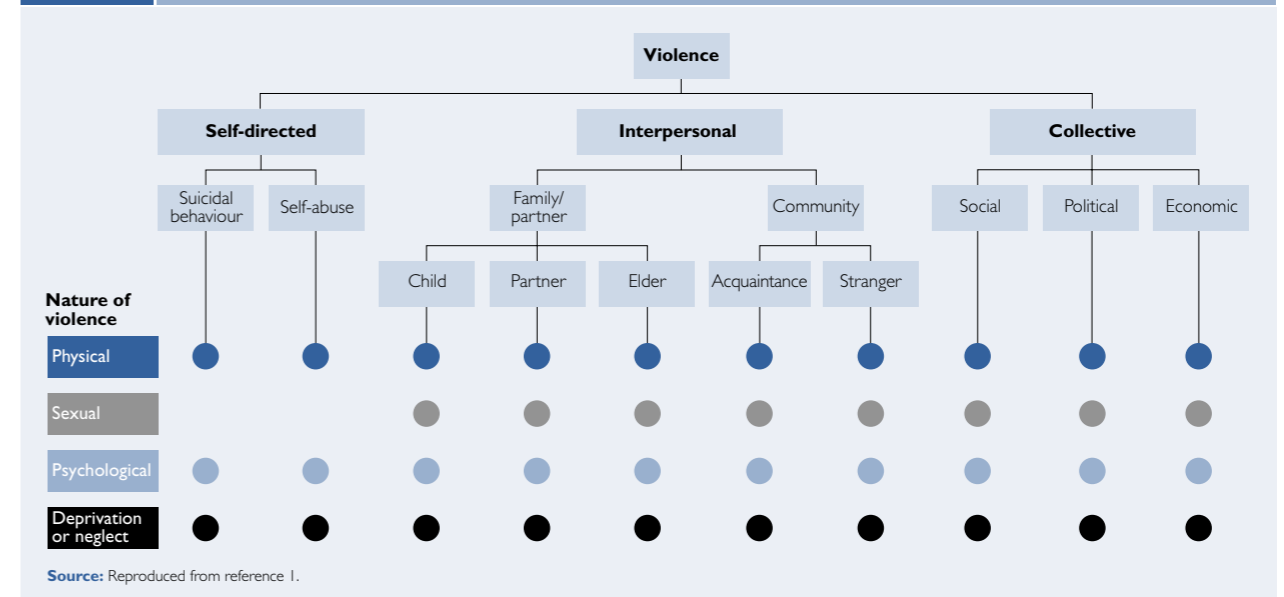 Violence
Self-directed
Interpersonal
Collective
Suicidal
behaviour
Self-abuse
Family/
partner
Community
Social
Political
Economic
Child
Partner
Elder
Acquaintance
Stranger
Nature of
violence
Physical
Sexual
Psychological
Deprivation
or neglect
Source: Reproduced from reference 1.